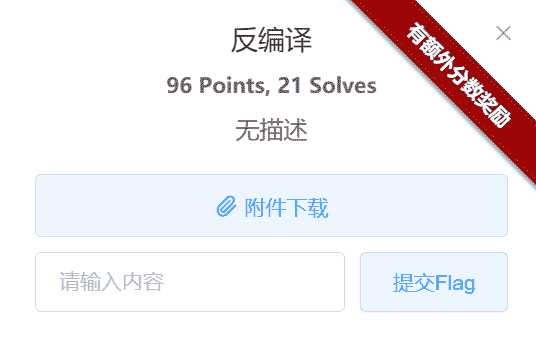 反编译
有额外分数奖励
96 Points, 21 Solves
无描述
附件下载
请输入内容
提交Flag